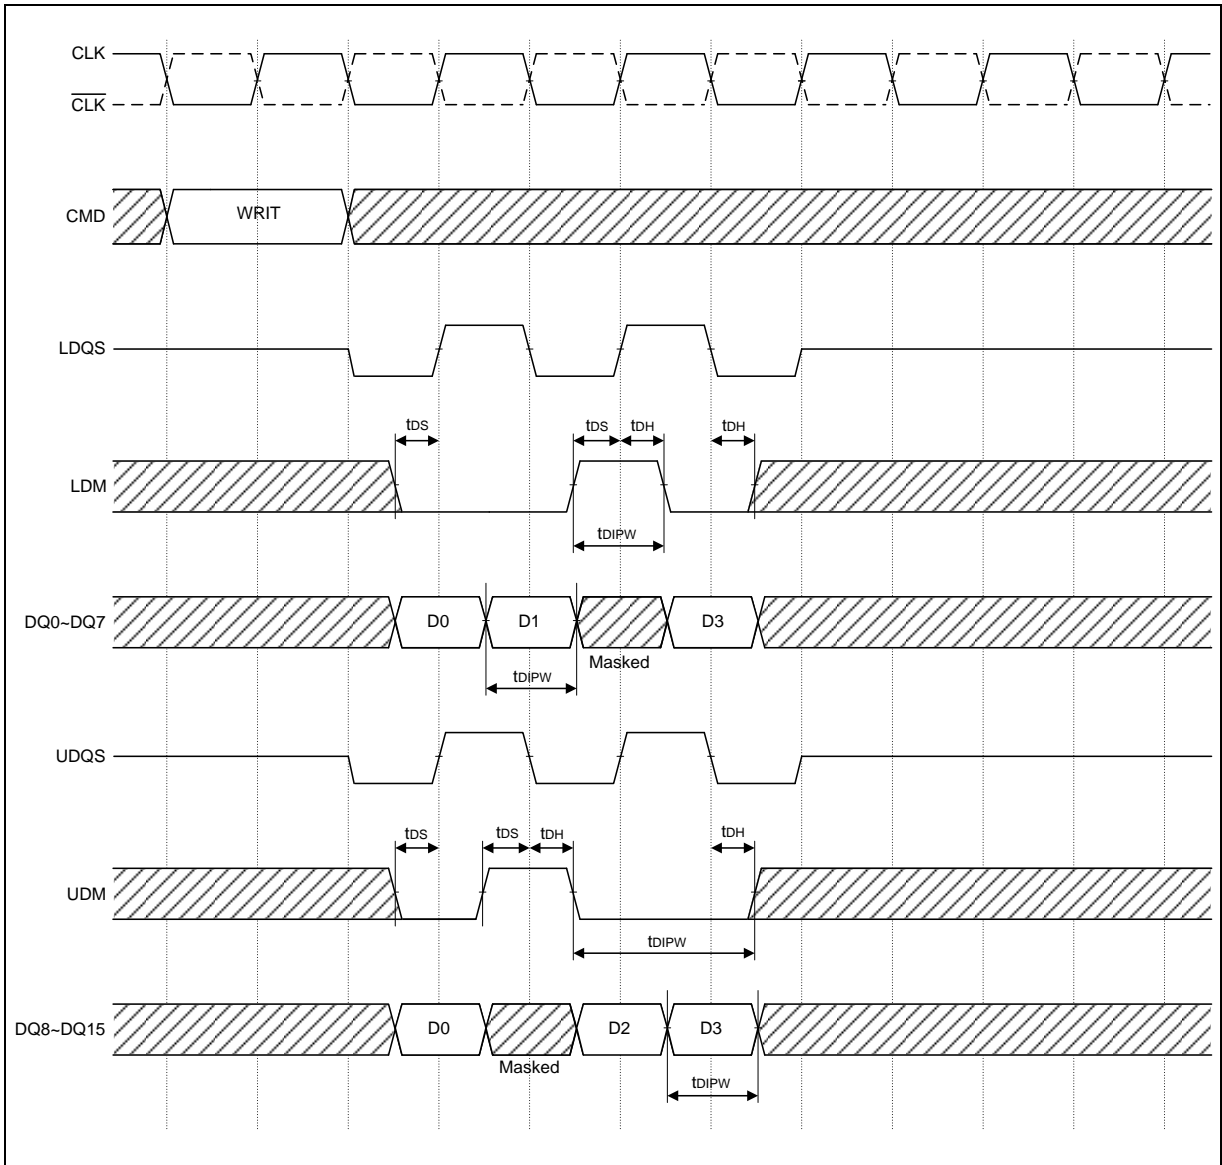 CLK
CLK
CMD
WRIT
LDQS
tDS
tDS
tDH
tDH
LDM
tDIPW
DQ0~DQ7
D0
D1
D3
Masked
tDIPW
UDQS
tDS
tDS
tDH
tDH
UDM
tDIPW
DQ8~DQ15
D0
D2
D3
Masked
tDIPW